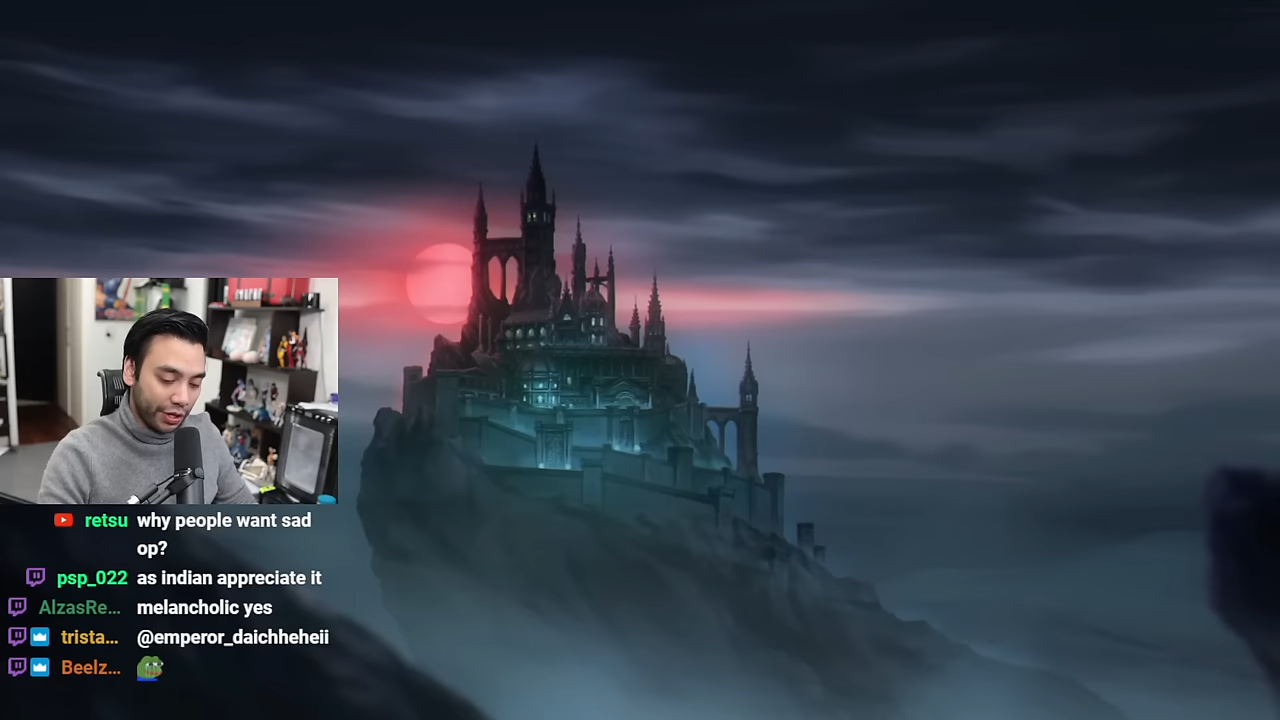 retsu why people want sad
op?
psp_022 as indian appreciate it
AlzasRe... melancholic yes
trista... @emperor_daichheheii
Beelz...